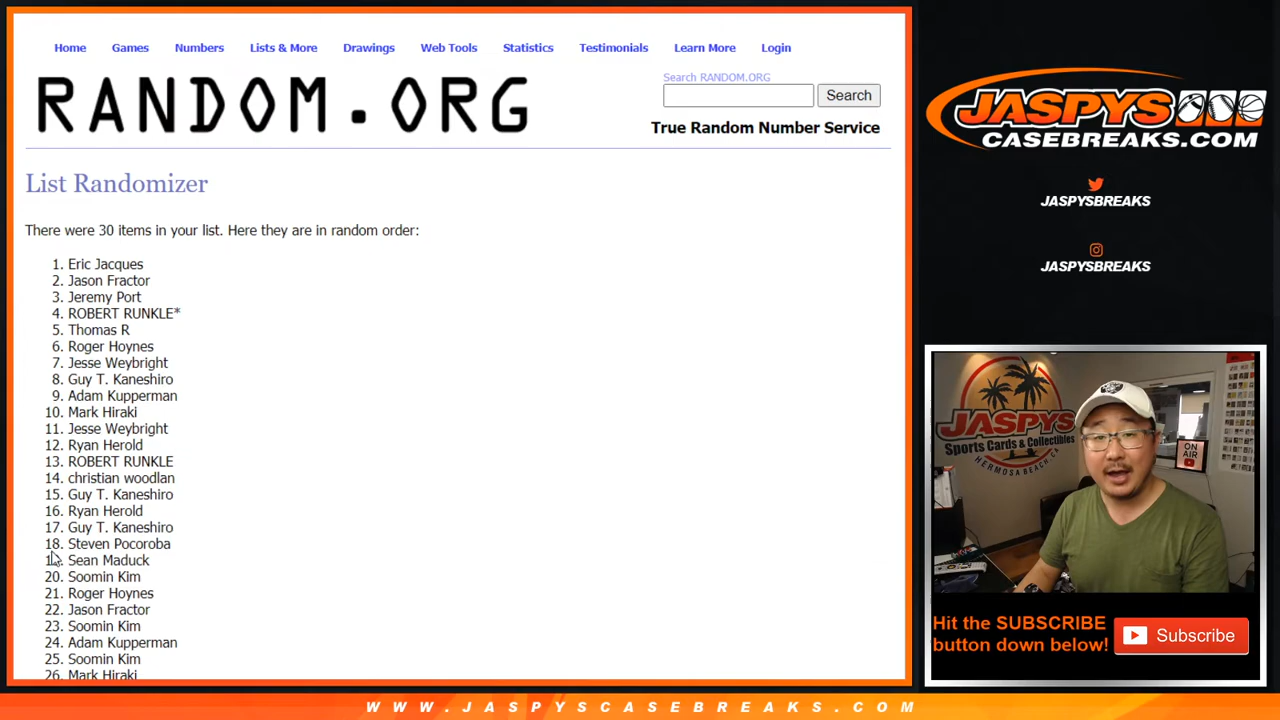 Home Games Numbers Lists & More Drawings Web Tools Statistics Testimonials Learn More Login
RANDOM.ORG
Search RANDOM.ORG
Search
True Random Number Service
List Randomizer
There were 30 items in your list. Here they are in random order:
1. Eric Jacques
2. Jason Fractor
3. Jeremy Port
4. ROBERT RUNKLE*
5. Thomas R
6. Roger Hoynes
7. Jesse Weybright
8. Guy T. Kaneshiro
9. Adam Kupperman
10. Mark Hiraki
11. Jesse Weybright
12. Ryan Herold
13. ROBERT RUNKLE
14. christian woodlan
15. Guy T. Kaneshiro
16. Ryan Herold
17. Guy T. Kaneshiro
18. Steven Pocoroba
19. Sean Maduck
20. Soomin Kim
21. Roger Hoynes
22. Jason Fractor
23. Soomin Kim
24. Adam Kupperman
25. Soomin Kim
26. Mark Hiraki
JASPYS
CASEBREAKS.COM
JASPYSBREAKS
JASPYSBREAKS
JASPYS
Sports Cards & Collectibles
HERMOSA BEACH, CA
ON
AIR
Hit the SUBSCRIBE
button down below!
Subscribe
WWW.JASPYSCASEBREAKS.COM